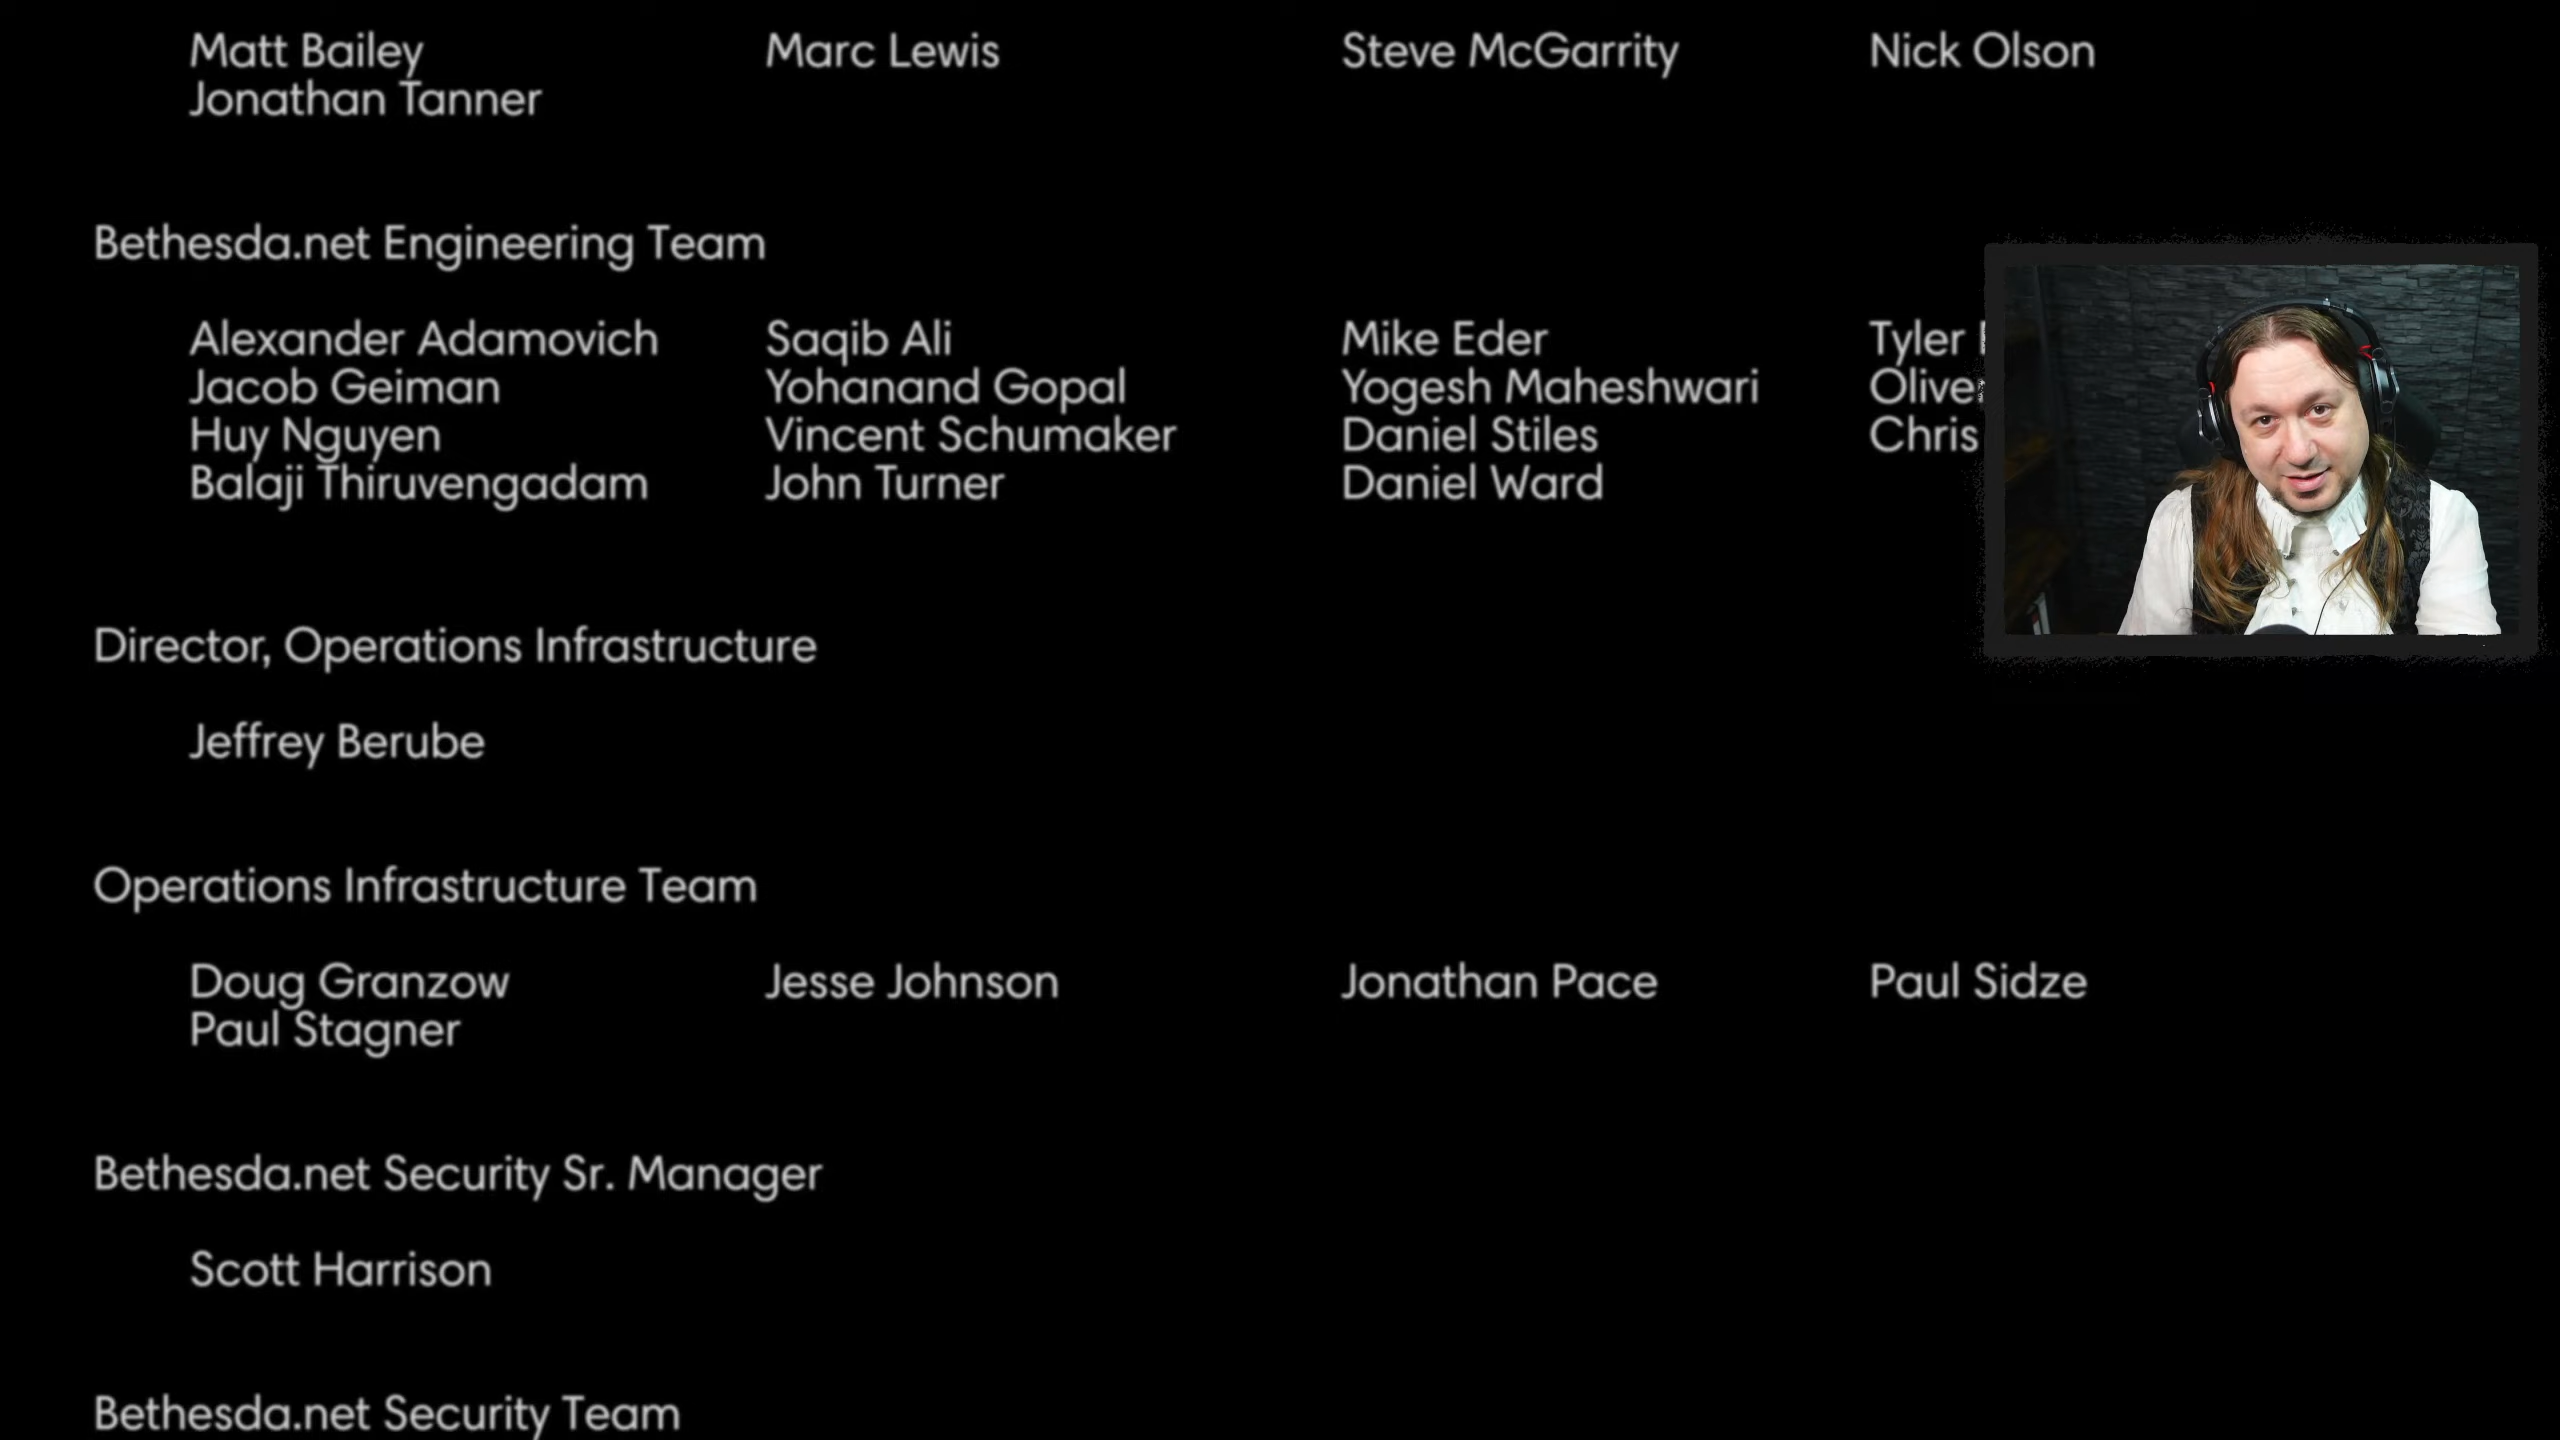 Matt Bailey Marc Lewis Steve McGarrity Nick Olson
Jonathan Tanner
Bethesda.net Engineering Team
Alexander Adamovich Saqib Ali Mike Eder Tyler
Jacob Geiman Yohanand Gopal Yogesh Maheshwari
Huy Nguyen Vincent Schumaker Daniel Stiles Chris
Balaji Thiruvengadam John Turner Daniel Ward
Director, Operations Infrastructure
Jeffrey Berube
Operations Infrastructure Team
Doug Granzow Jesse Johnson Jonathan Pace Paul Sidze
Paul Stagner
Bethesda.net Security Sr. Manager
Scott Harrison
Bethesda.net Security Team